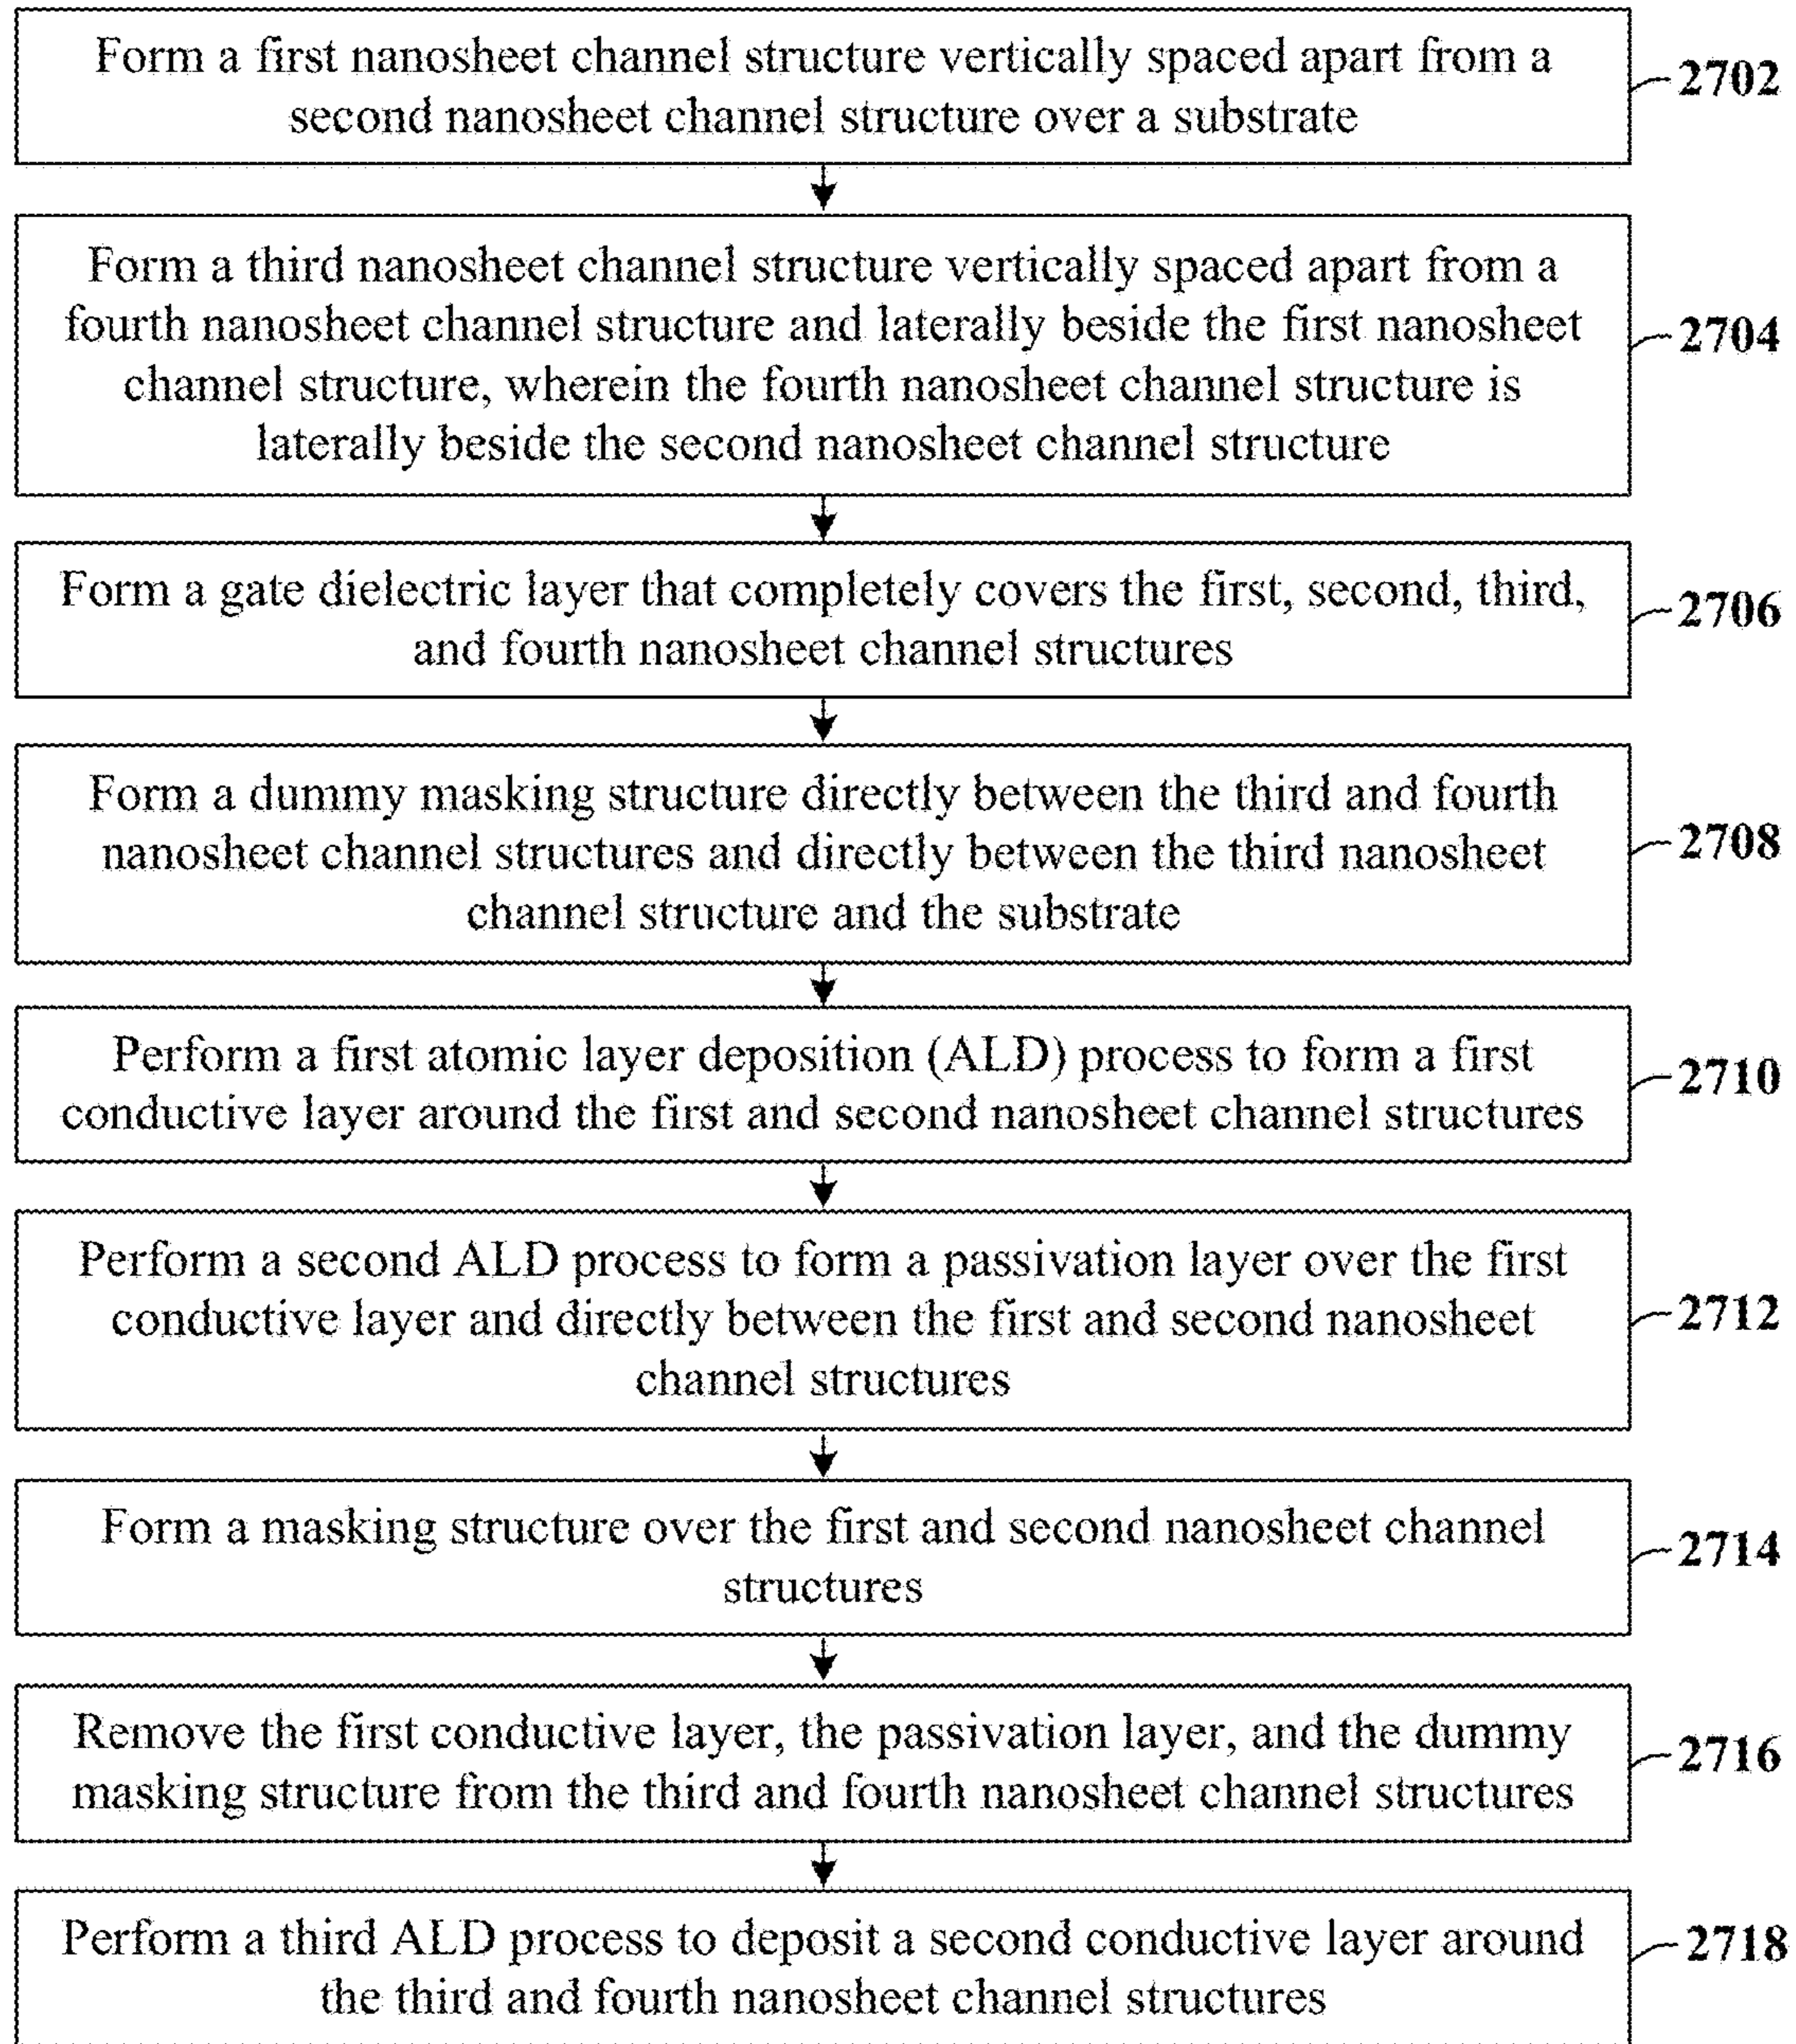 Form a first nanosheet channel structure vertically spaced apart from a
second nanosheet channel structure over a substrate
2702
Form a third nanosheet channel structure vertically spaced apart from a
fourth nanosheet channel structure and laterally beside the first nanosheet
channel structure, wherein the fourth nanosheet channel structure is
laterally beside the second nanosheet channel structure
2704
Form a gate dielectric layer that completely covers the first, second, third,
and fourth nanosheet channel structures
2706
Form a dummy masking structure directly between the third and fourth
nanosheet channel structures and directly between the third nanosheet
channel structure and the substrate
2708
Perform a first atomic layer deposition (ALD) process to form a first
conductive layer around the first and second nanosheet channel structures
2710
Perform a second ALD process to form a passivation layer over the first
conductive layer and directly between the first and second nanosheet
channel structures
2712
Form a masking structure over the first and second nanosheet channel
structures
2714
Remove the first conductive layer, the passivation layer, and the dummy
masking structure from the third and fourth nanosheet channel structures
2716
Perform a third ALD process to deposit a second conductive layer around
the third and fourth nanosheet channel structures
2718